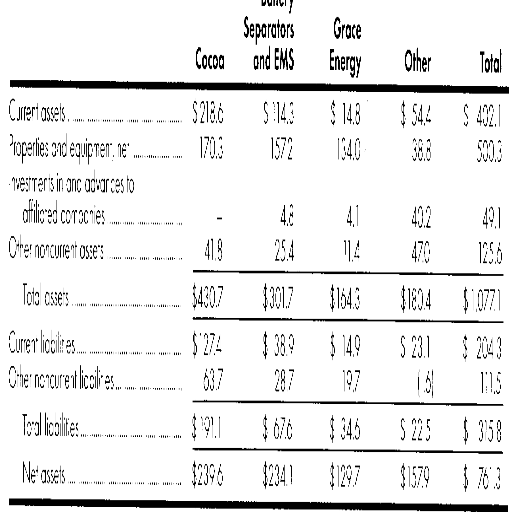 Battery
Separators Grace
Cocoa and EMS Energy Other Total
Current assets $218.6 $114.3 $14.8 $54.4 $402.1
Properties and equipment, net 170.3 157.2 134.0 38.8 500.3
Investments in and advances to
affiliated companies – 4.8 4.1 40.2 49.1
Other noncurrent assets 41.8 25.4 11.4 47.0 125.6
Total assets $430.7 $301.7 $164.3 $180.4 $1,077.1
Current liabilities $127.4 $38.9 $14.9 $23.1 $204.3
Other noncurrent liabilities 63.7 28.7 19.7 (.6) 111.5
Total liabilities $191.1 $67.6 $34.6 $22.5 $315.8
Net assets $239.6 $234.1 $129.7 $157.9 $761.3